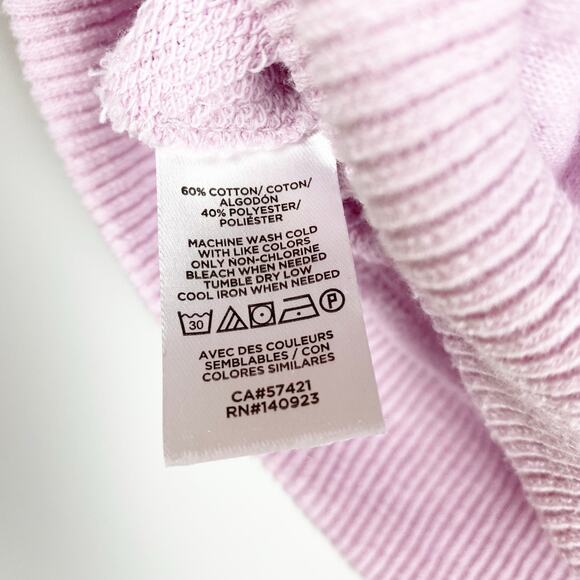 60% COTTON/ COTON/
ALGODÓN
40% POLYESTER/
POLIÉSTER
MACHINE WASH COLD
WITH LIKE COLORS
ONLY NON-CHLORINE
BLEACH WHEN NEEDED
TUMBLE DRY LOW
COOL IRON WHEN NEEDED
30 P
AVEC DES COULEURS
SEMBLABLES / CON
COLORES SIMILARES
CA#57421
RN#140923